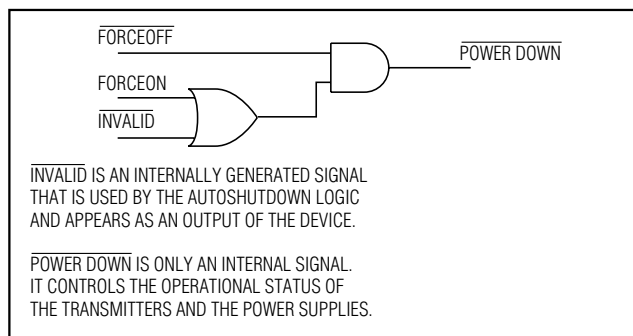 FORCEOFF
POWER DOWN
FORCEON
INVALID
INVALID IS AN INTERNALLY GENERATED SIGNAL
THAT IS USED BY THE AUTOSHUTDOWN LOGIC
AND APPEARS AS AN OUTPUT OF THE DEVICE.
POWER DOWN IS ONLY AN INTERNAL SIGNAL.
IT CONTROLS THE OPERATIONAL STATUS OF
THE TRANSMITTERS AND THE POWER SUPPLIES.